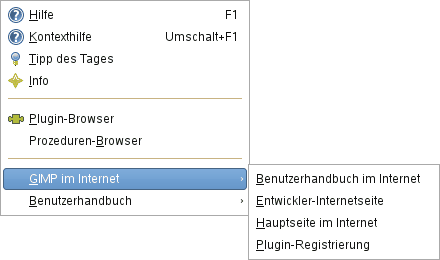 Hilfe F1
Kontexthilfe Umschalt+F1
Tipp des Tages
Info
Plugin-Browser
Prozeduren-Browser
GIMP im Internet
Benutzerhandbuch
Benutzerhandbuch im Internet
Entwickler-Internetseite
Hauptseite im Internet
Plugin-Registrierung